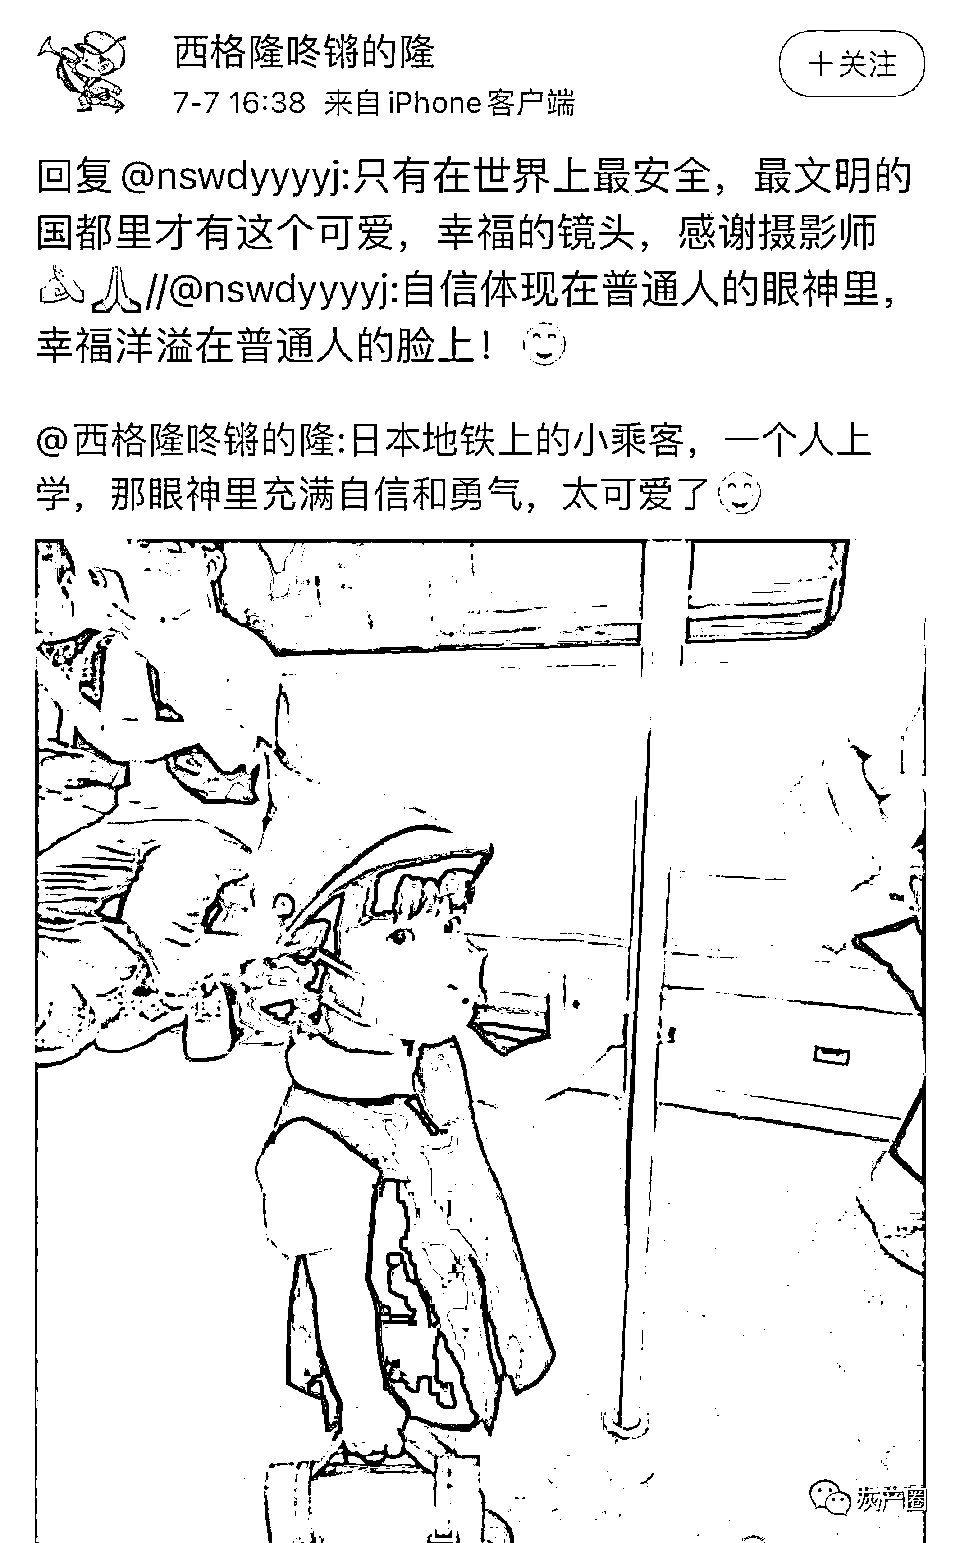 西格隆咚锵的隆
+关注
7-7 16:38 来自 iPhone客户端
回复 @nswdyyyyj:只有在世界上最安全，最文明的
国都里才有这个可爱，幸福的镜头，感谢摄影师
//@nswdyyyyj:自信体现在普通人的眼神里，
幸福洋溢在普通人的脸上！
@西格隆咚锵的隆:日本地铁上的小乘客，一个人上
学，那眼神里充满自信和勇气，太可爱了
灰产圈